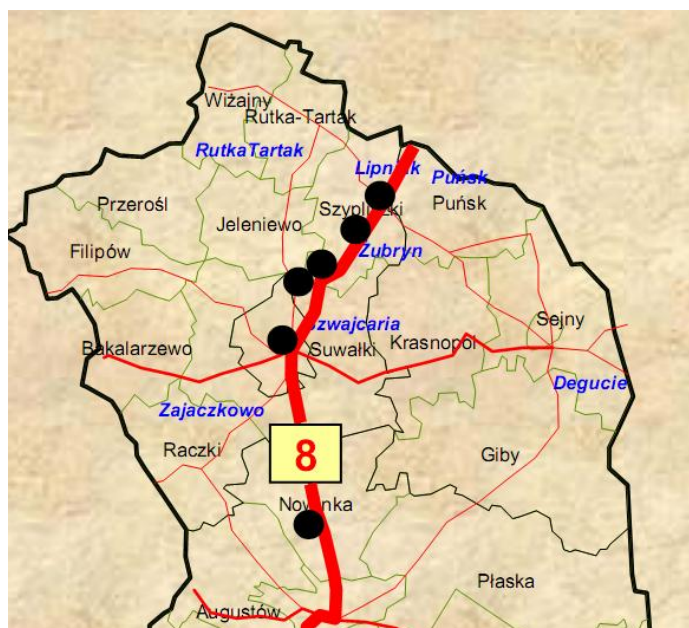 Wiżajny
Rutka-Tartak
RutkaTartak
Lipniak
Puńsk
Przerośl
Szypliszki
Puńsk
Jeleniewo
Filipów
Zubryn
Szwajcaria
Sejny
Bakałarzewo
Suwałki
Krasnopol
Degucie
Zajaczkowo
Raczki
8
Giby
Nowinka
Płaska
Augustów